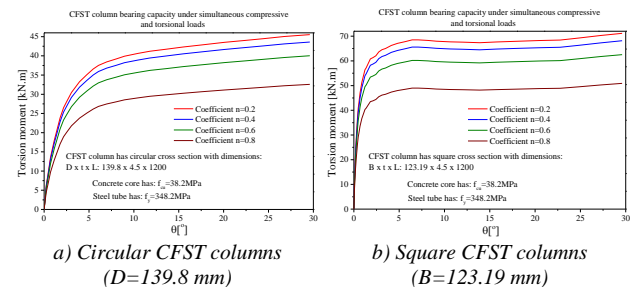 CFST column bearing capacity under simultaneous compressive
and torsional loads
Torsion moment [kN.m]
45
40
35
30
25
20
15
10
5
0
Coefficient n=0.2
Coefficient n=0.4
Coefficient n=0.6
Coefficient n=0.8
CFST column has circular cross section with dimensions:
D x t x L: 139.8 x 4.5 x 1200
Concrete core has: fcu=38.2MPa
Steel tube has: fy=348.2MPa
0 5 10 15 20 25 30
θ[°]
a) Circular CFST columns
(D=139.8 mm)
CFST column bearing capacity under simultaneous compressive
and torsional loads
Torsion moment [kN.m]
70
60
50
40
30
20
10
0
Coefficient n=0.2
Coefficient n=0.4
Coefficient n=0.6
Coefficient n=0.8
CFST column has square cross section with dimensions:
B x t x L: 123.19 x 4.5 x 1200
Concrete core has: fcu=38.2MPa
Steel tube has: fy=348.2MPa
0 5 10 15 20 25 30
θ[°]
b) Square CFST columns
(B=123.19 mm)